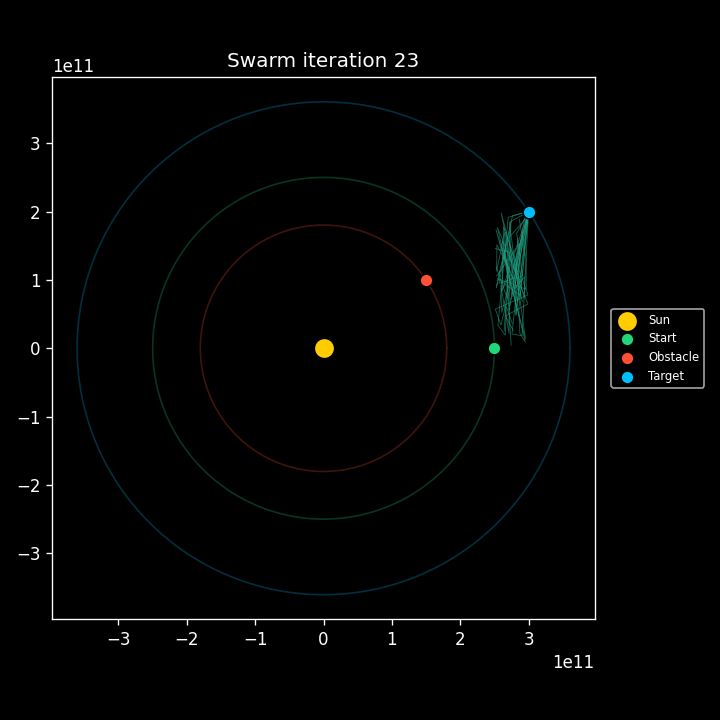 Swarm iteration 23
1e11
3
2
1
0
−1
−2
−3
−3
−2
−1
0
1
2
3
1e11
Sun
Start
Obstacle
Target